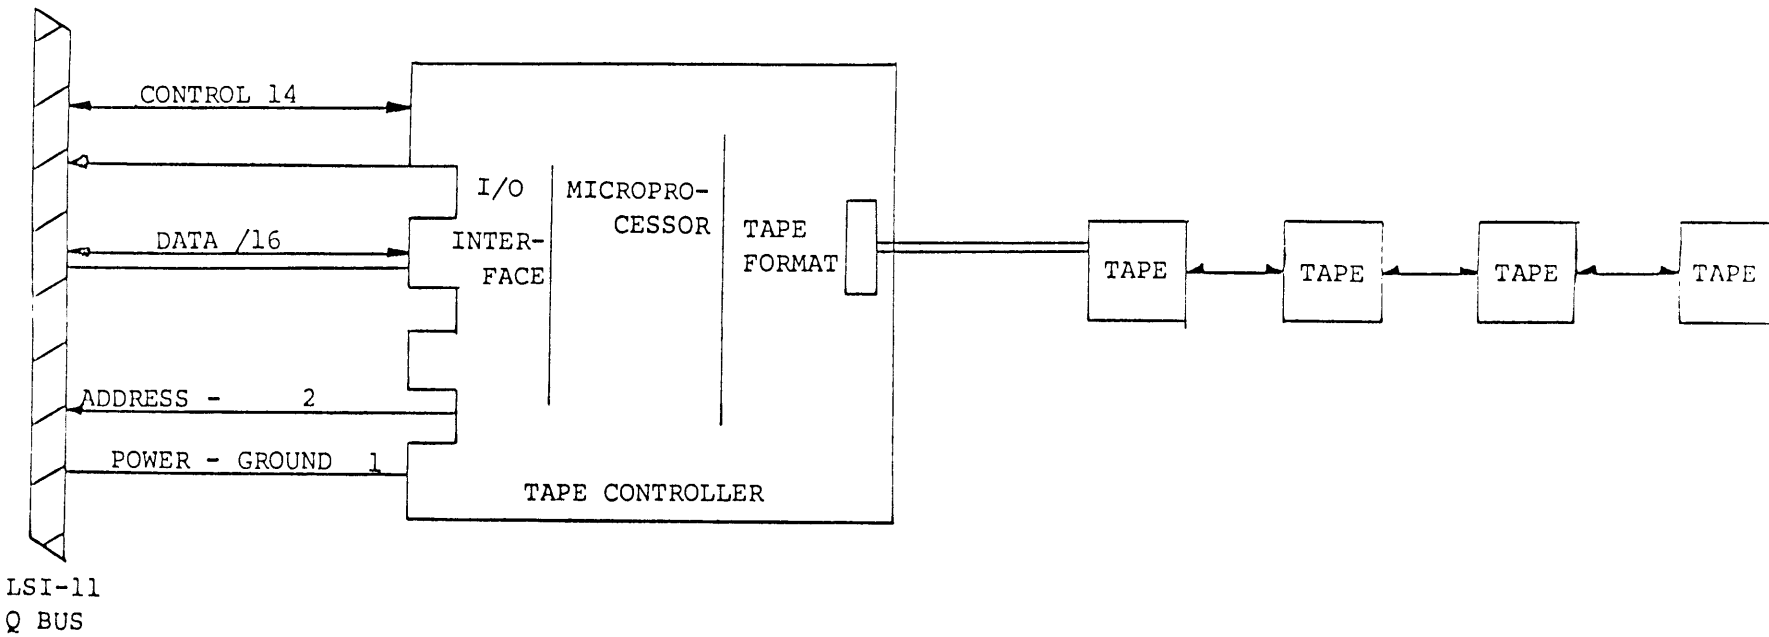 CONTROL 14
I/O
INTER-
FACE
MICROPRO-
CESSOR
TAPE
FORMAT
DATA /16
ADDRESS - 2
POWER - GROUND 1
TAPE CONTROLLER
TAPE
TAPE
TAPE
TAPE
LSI-11
Q BUS